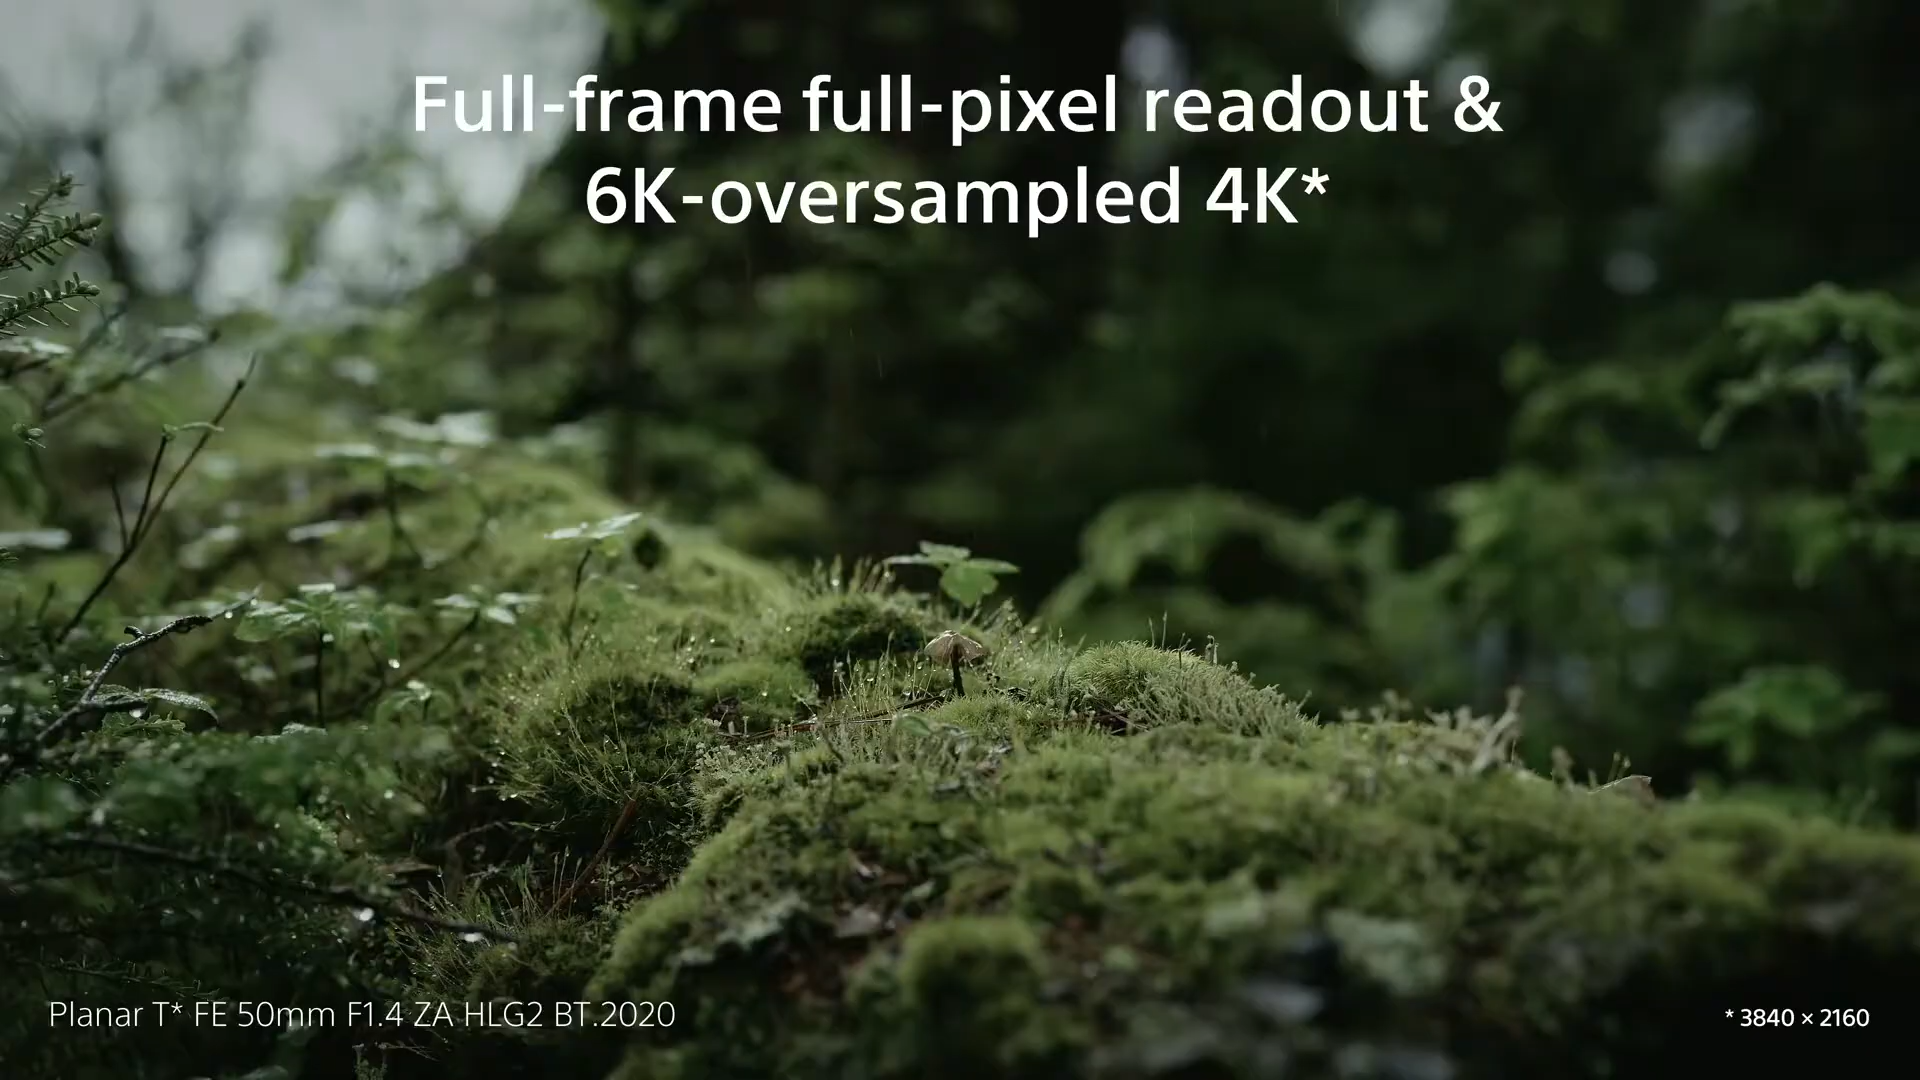 Full-frame full-pixel readout &
6K-oversampled 4K*
Planar T* FE 50mm F1.4 ZA HLG2 BT.2020
* 3840 × 2160